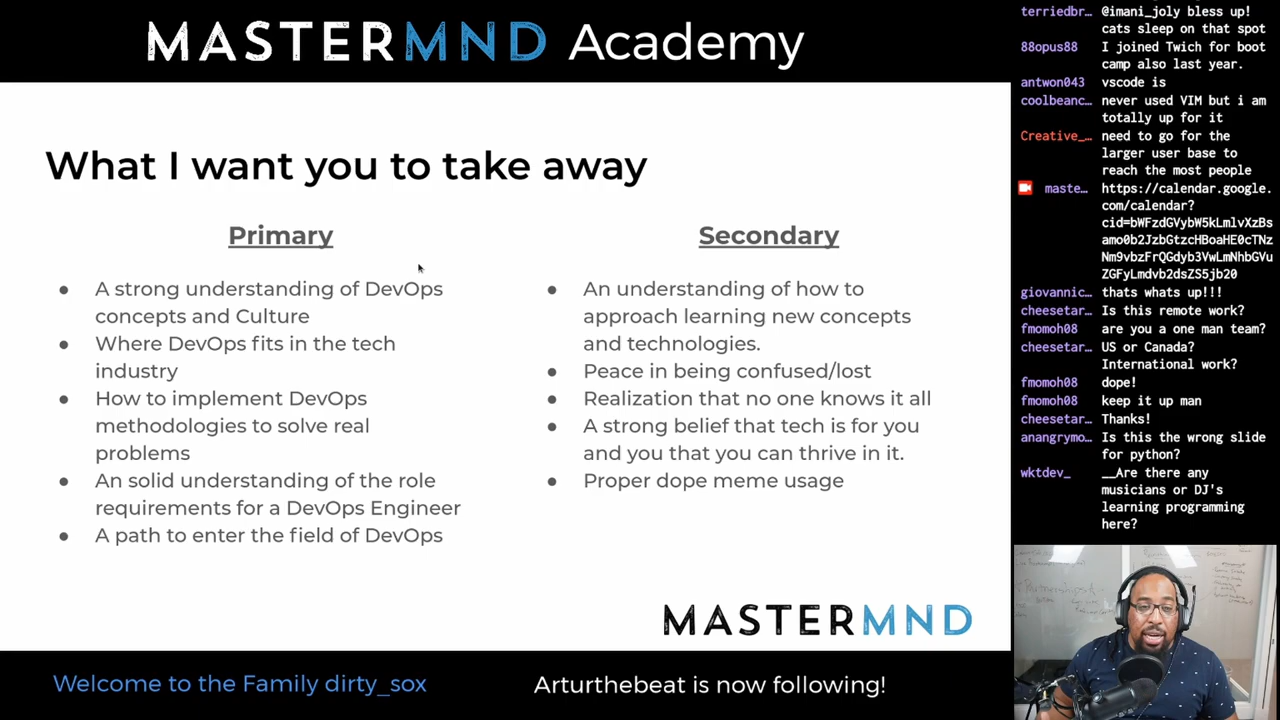 MASTERMND Academy
What I want you to take away
Primary
● A strong understanding of DevOps
concepts and Culture
● Where DevOps fits in the tech
industry
● How to implement DevOps
methodologies to solve real
problems
● An solid understanding of the role
requirements for a DevOps Engineer
● A path to enter the field of DevOps
Secondary
● An understanding of how to
approach learning new concepts
and technologies.
● Peace in being confused/lost
● Realization that no one knows it all
● A strong belief that tech is for you
and you that you can thrive in it.
● Proper dope meme usage
MASTERMND
Welcome to the Family dirty_sox
Arturthebeat is now following!
terriedbr… @imani_joly bless up!
cats sleep on that spot
88opus88 I joined Twich for boot
camp also last year.
antwon043 vscode is
coolbeanc… never used VIM but i am
totally up for it
Creative_… need to go for the
larger user base to
reach the most people
maste… https://calendar.google.
com/calendar?
cid=bWFzdGVybW5kLmlvXzBs
amo0b2JzbGtzcHBoaHE0cTNz
Nm9vbzFrQGdyb3VwLmNhbGVu
ZGFyLmdvb2dsZS5jb20
giovannic… thats whats up!!!
cheesetar… Is this remote work?
fmomoh08 are you a one man team?
cheesetar… US or Canada?
International work?
fmomoh08 dope!
fmomoh08 keep it up man
cheesetar… Thanks!
anangrymo… Is this the wrong slide
for python?
wktdev_ __Are there any
musicians or DJ's
learning programming
here?